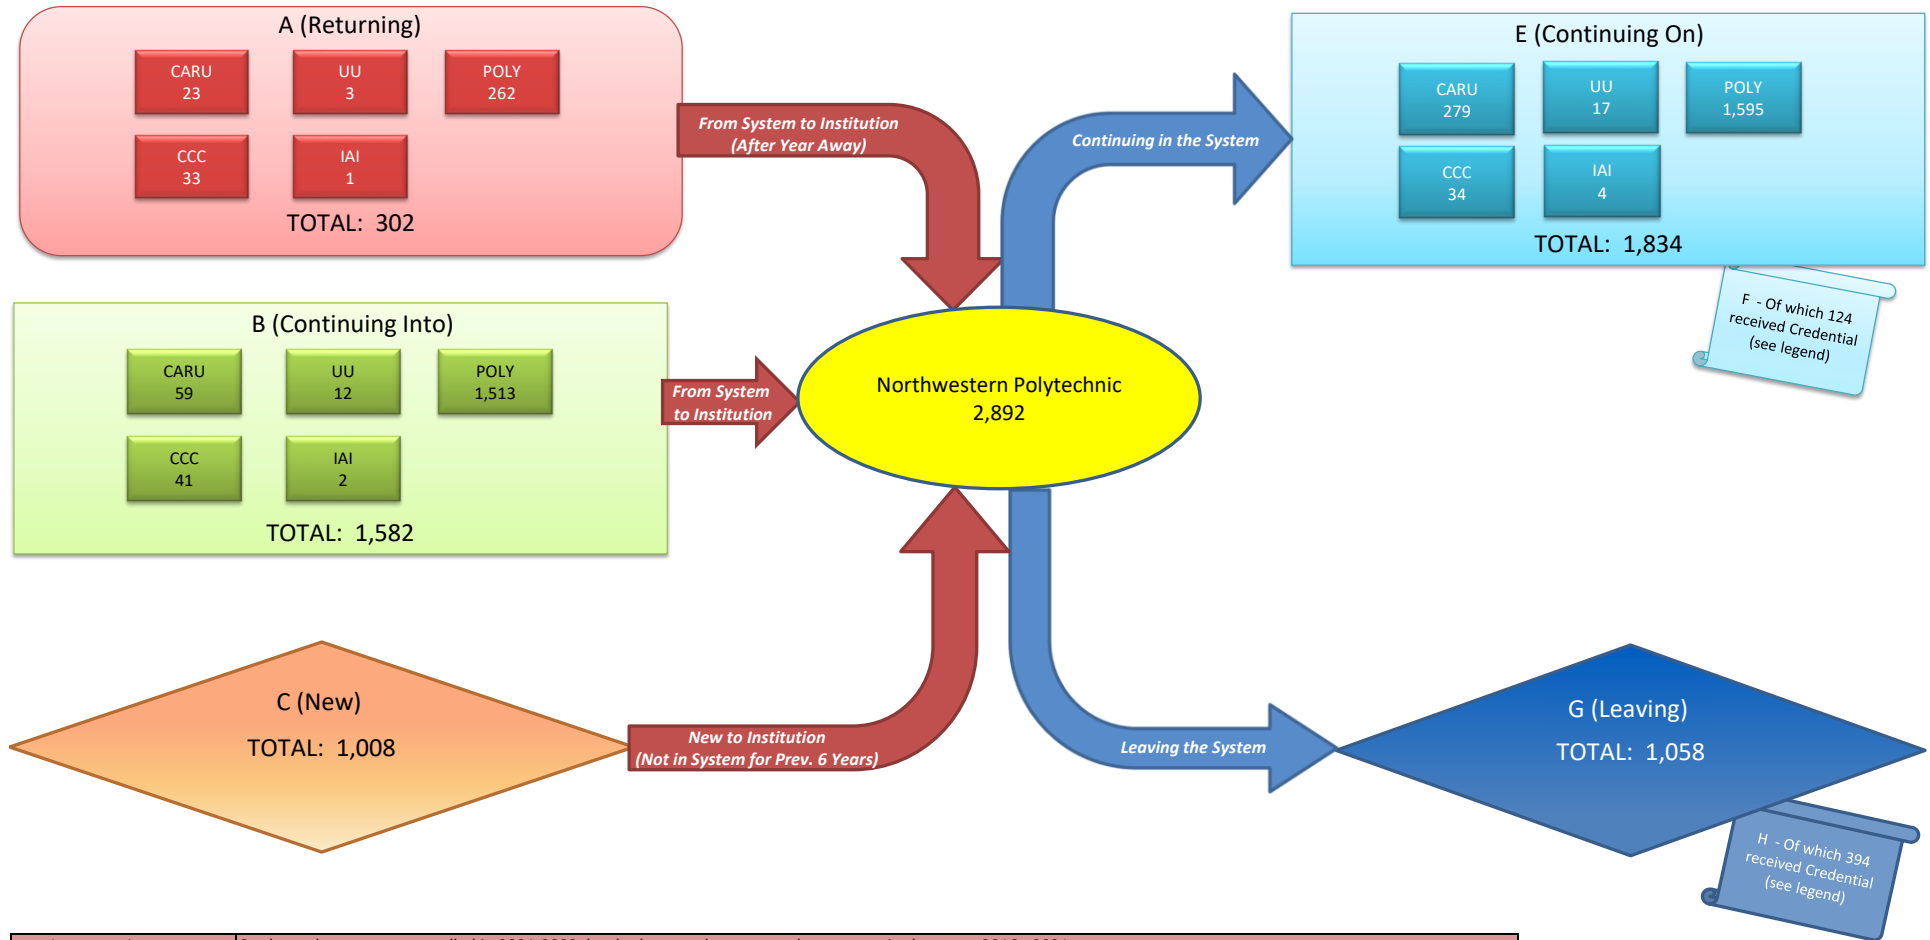 A (Returning)
CARU
23
UU
3
POLY
262
CCC
33
IAI
1
TOTAL: 302
From System to Institution
(After Year Away)
B (Continuing Into)
CARU
59
UU
12
POLY
1,513
CCC
41
IAI
2
TOTAL: 1,582
From System
to Institution
C (New)
TOTAL: 1,008
New to Institution
(Not in System for Prev. 6 Years)
Northwestern Polytechnic
2,892
Continuing in the System
E (Continuing On)
CARU
279
UU
17
POLY
1,595
CCC
34
IAI
4
TOTAL: 1,834
F - Of which 124
received Credential
(see legend)
Leaving the System
G (Leaving)
TOTAL: 1,058
H - Of which 394
received Credential
(see legend)